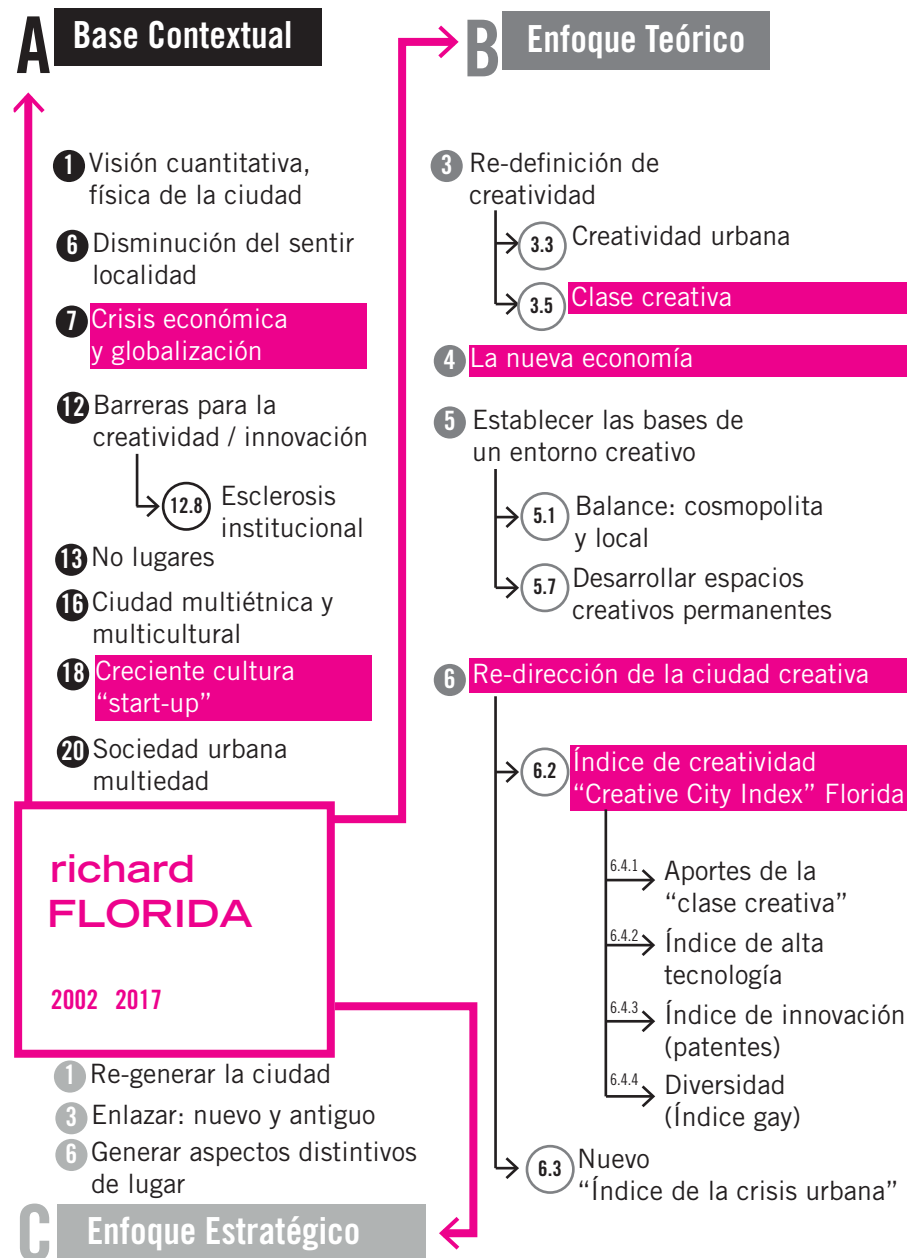 A Base Contextual
1 Visión cuantitativa,
física de la ciudad
6 Disminución del sentir
localidad
7 Crisis económica
y globalización
12 Barreras para la
creatividad / innovación
12.8 Esclerosis
institucional
13 No lugares
16 Ciudad multiétnica y
multicultural
18 Creciente cultura
“start-up”
20 Sociedad urbana
multiedad
richard
FLORIDA
2002 2017
1 Re-generar la ciudad
3 Enlazar: nuevo y antiguo
6 Generar aspectos distintivos
de lugar
C Enfoque Estratégico
B Enfoque Teórico
3 Re-definición de
creatividad
3.3 Creatividad urbana
3.5 Clase creativa
4 La nueva economía
5 Establecer las bases de
un entorno creativo
5.1 Balance: cosmopolita
y local
5.7 Desarrollar espacios
creativos permanentes
6 Re-dirección de la ciudad creativa
6.2 Índice de creatividad
“Creative City Index” Florida
6.4.1 Aportes de la
“clase creativa”
6.4.2 Índice de alta
tecnología
6.4.3 Índice de innovación
(patentes)
6.4.4 Diversidad
(Índice gay)
6.3 Nuevo
“Índice de la crisis urbana”